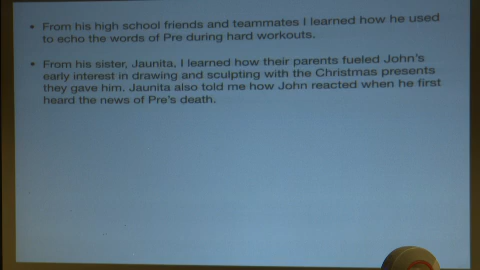 • From his high school friends and teammates I learned how he used
to echo the words of Pre during hard workouts.
• From his sister, Jaunita, I learned how their parents fueled John's
early interest in drawing and sculpting with the Christmas presents
they gave him. Jaunita also told me how John reacted when he first
heard the news of Pre's death.